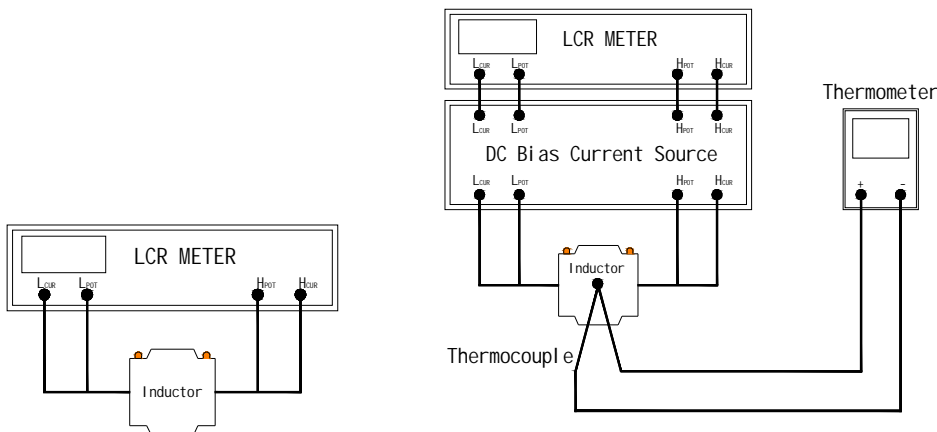 LCR METER
LCUR LPOT HPOT HCUR
Inductor
LCR METER
LCUR LPOT HPOT HCUR
LCUR LPOT HPOT HCUR
DC Bias Current Source
LCUR LPOT HPOT HCUR
Inductor
Thermocouple
Thermometer
+ -